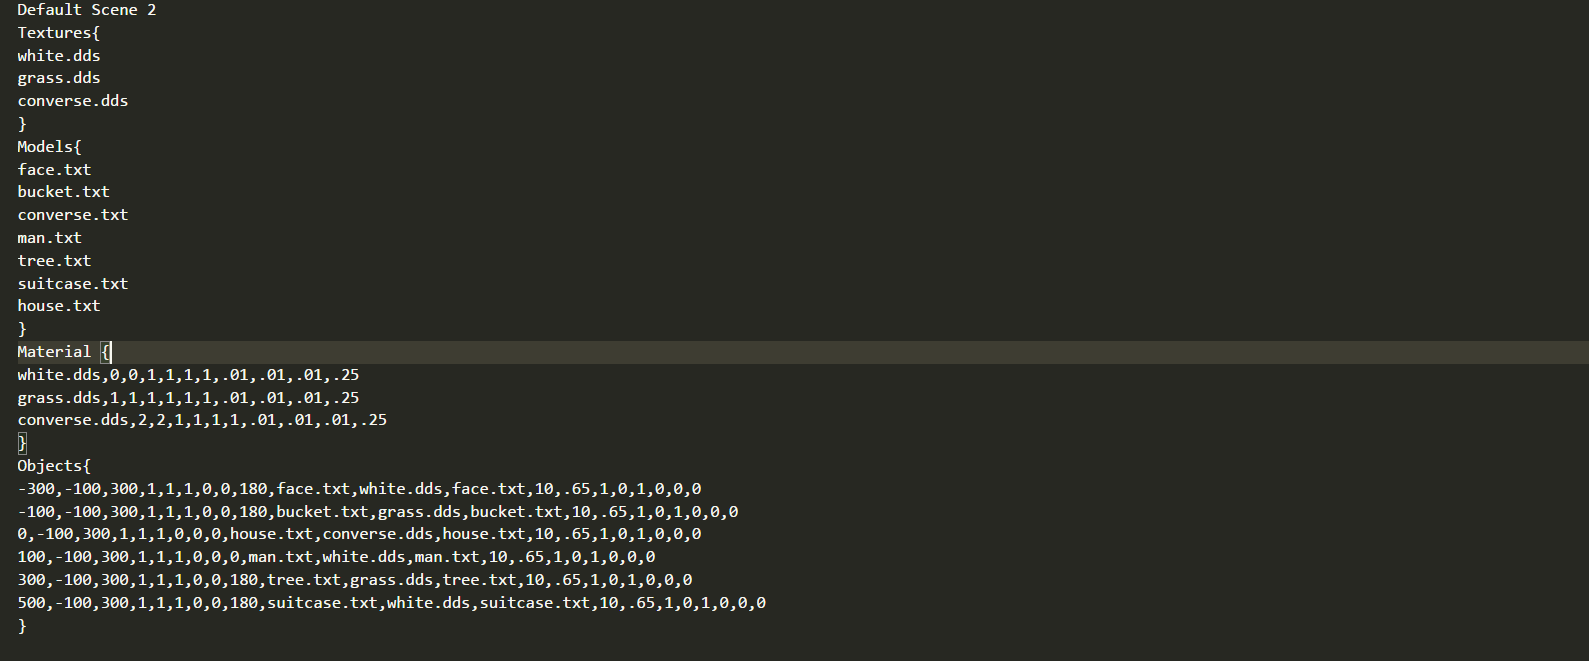 Default Scene 2
Textures{
white.dds
grass.dds
converse.dds
}
Models{
face.txt
bucket.txt
converse.txt
man.txt
tree.txt
suitcase.txt
house.txt
}
Material {
white.dds,0,0,1,1,1,1,.01,.01,.01,.25
grass.dds,1,1,1,1,1,1,.01,.01,.01,.25
converse.dds,2,2,1,1,1,1,.01,.01,.01,.25
}
Objects{
-300,-100,300,1,1,1,0,0,180,face.txt,white.dds,face.txt,10,.65,1,0,1,0,0,0
-100,-100,300,1,1,1,0,0,180,bucket.txt,grass.dds,bucket.txt,10,.65,1,0,1,0,0,0
0,-100,300,1,1,1,0,0,0,house.txt,converse.dds,house.txt,10,.65,1,0,1,0,0,0
100,-100,300,1,1,1,0,0,0,man.txt,white.dds,man.txt,10,.65,1,0,1,0,0,0
300,-100,300,1,1,1,0,0,180,tree.txt,grass.dds,tree.txt,10,.65,1,0,1,0,0,0
500,-100,300,1,1,1,0,0,180,suitcase.txt,white.dds,suitcase.txt,10,.65,1,0,1,0,0,0
}